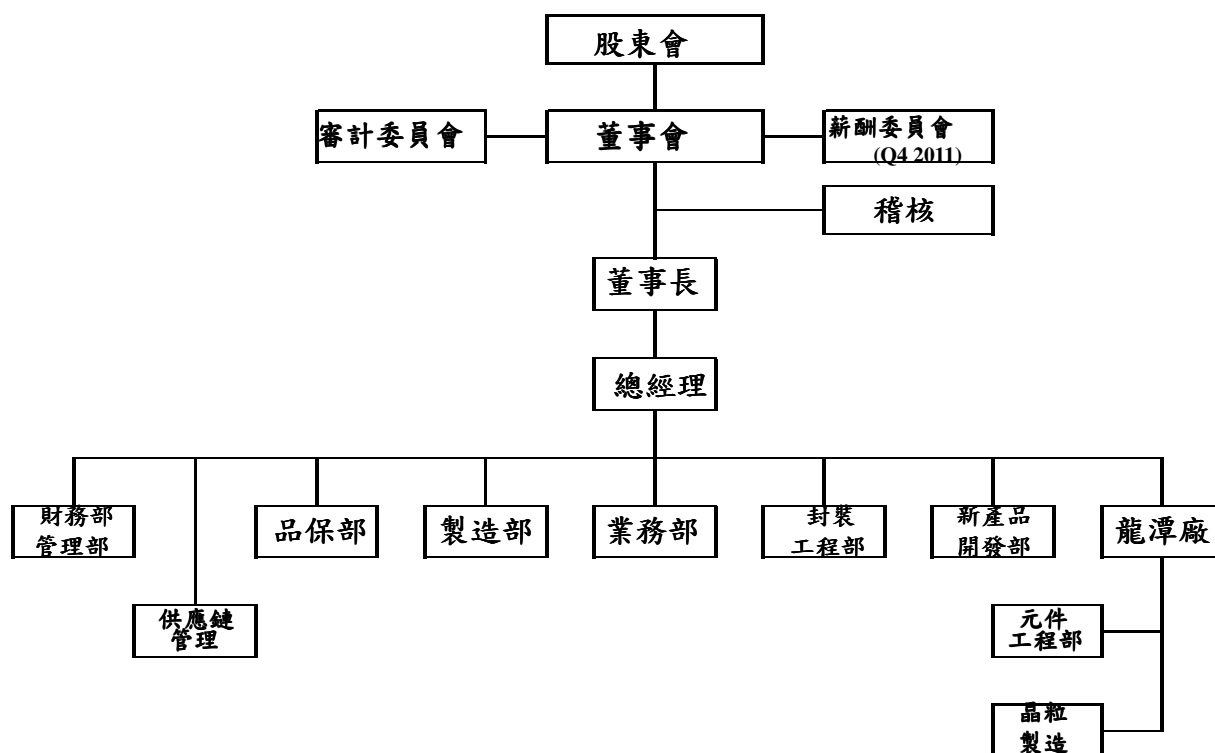 股東會
審計委員會
董事會
薪酬委員會
(Q4 2011)
稽核
董事長
總經理
財務部
管理部
品保部
製造部
業務部
封裝
工程部
新產品
開發部
龍潭廠
供應鏈
管理
元件
工程部
晶粒
製造